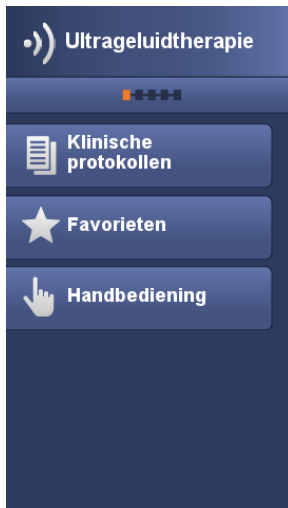 Ultrageluidtherapie
Klinische
protokollen
Favorieten
Handbediening